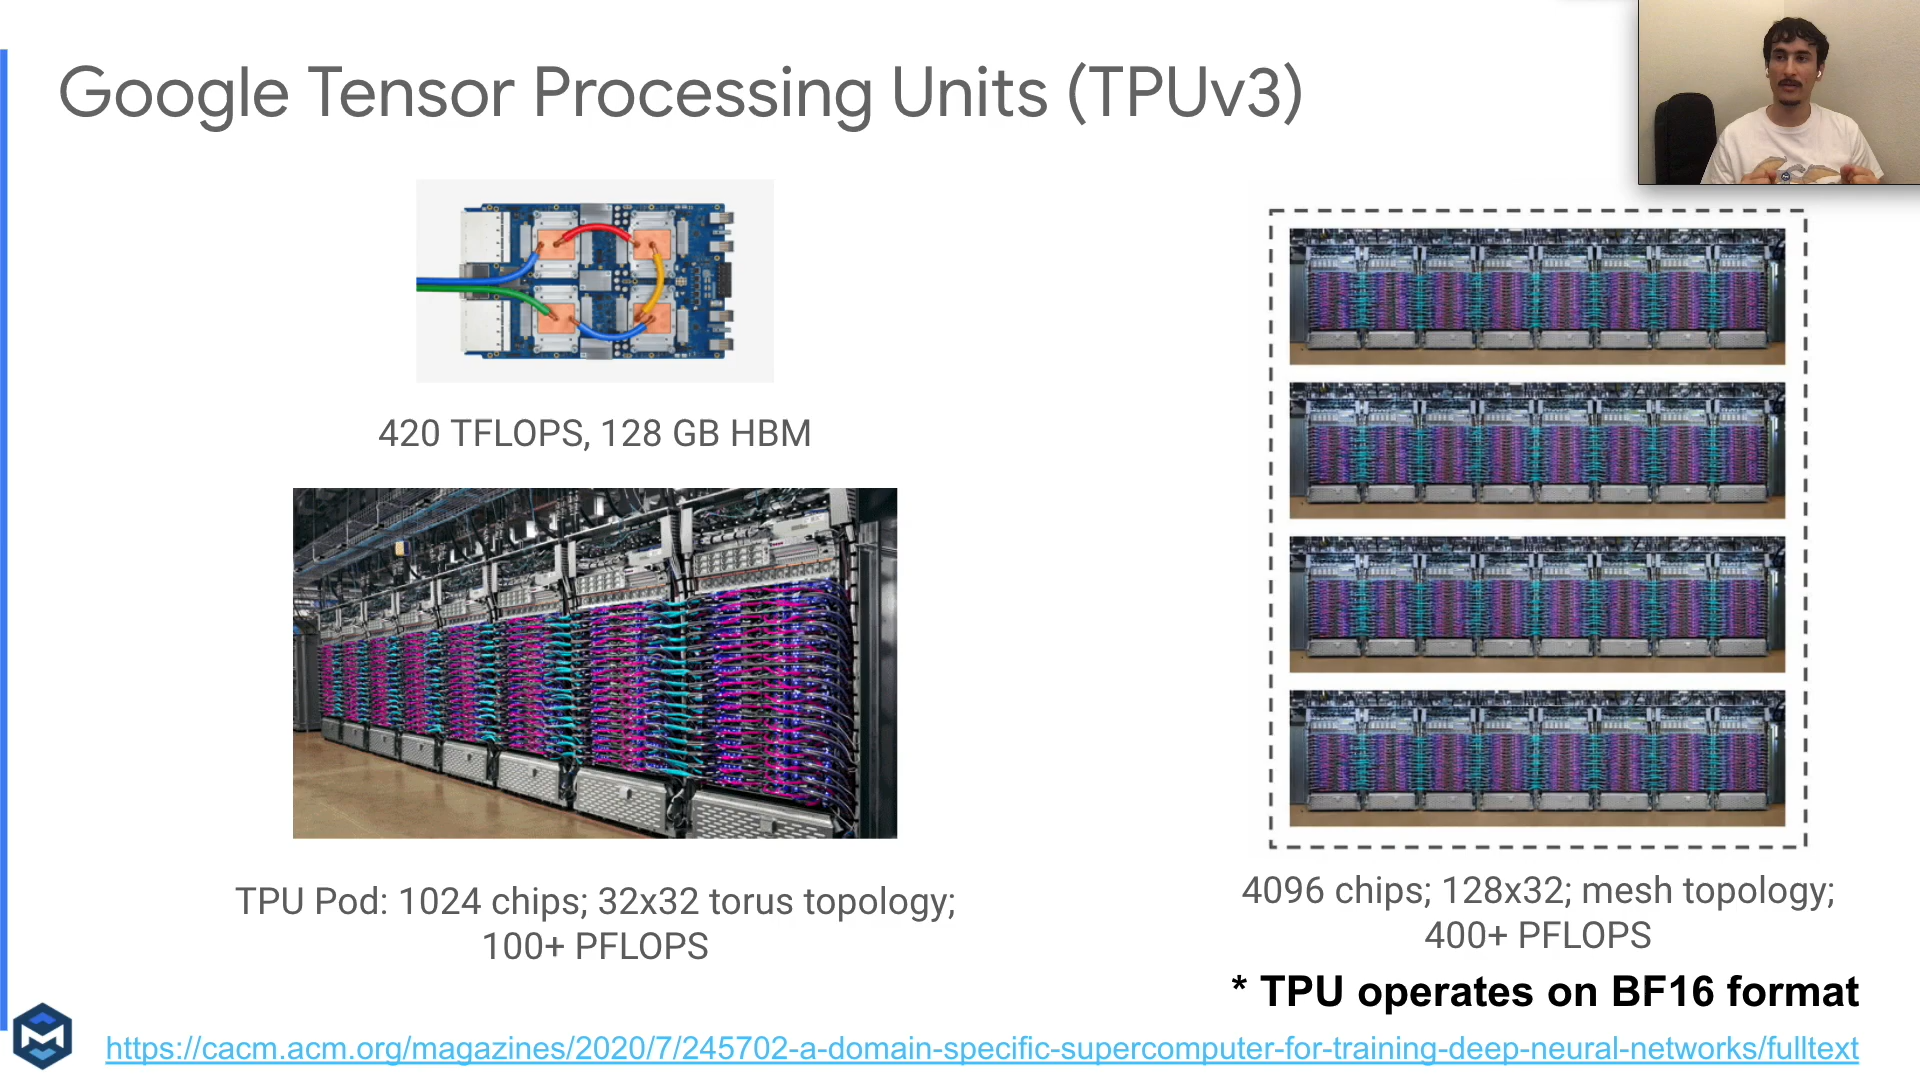 Google Tensor Processing Units (TPUv3)
420 TFLOPS, 128 GB HBM
TPU Pod: 1024 chips; 32x32 torus topology;
100+ PFLOPS
4096 chips; 128x32; mesh topology;
400+ PFLOPS
* TPU operates on BF16 format
https://cacm.acm.org/magazines/2020/7/245702-a-domain-specific-supercomputer-for-training-deep-neural-networks/fulltext